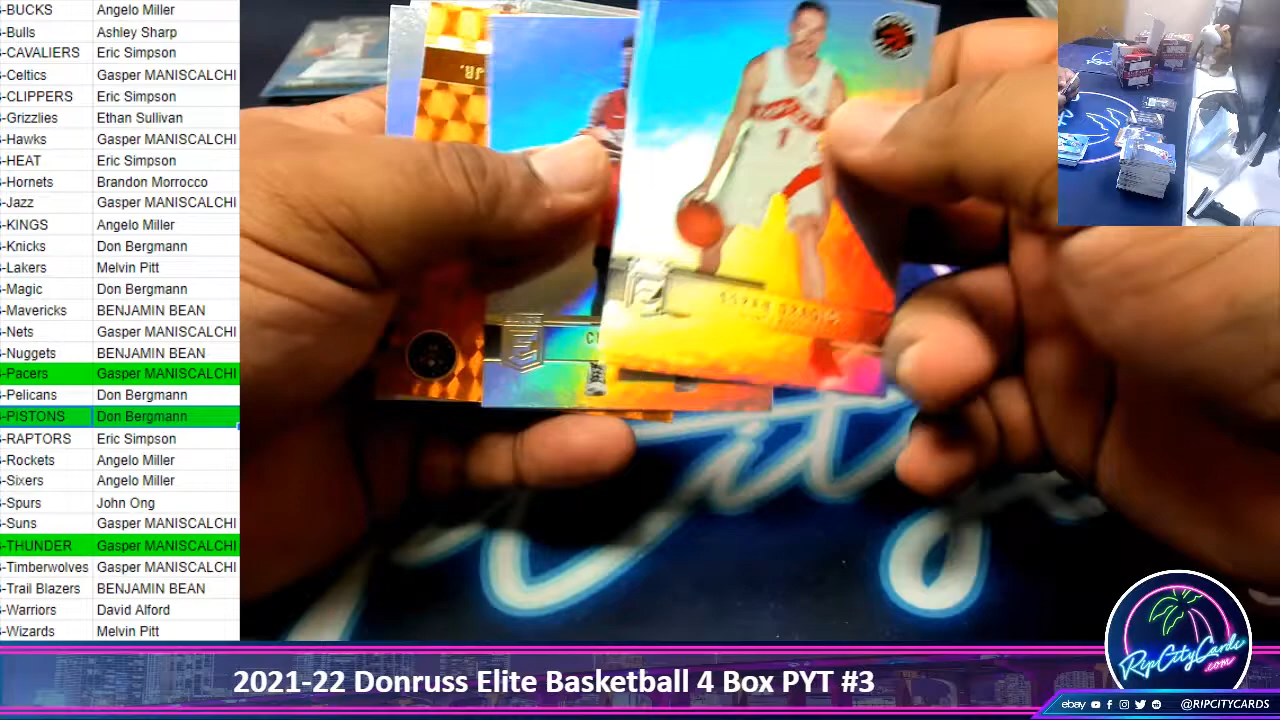 -BUCKS Angelo Miller
-Bulls Ashley Sharp
-CAVALIERS Eric Simpson
-Celtics Gasper MANISCALCHI
-CLIPPERS Eric Simpson
-Grizzlies Ethan Sullivan
-Hawks Gasper MANISCALCHI
-HEAT Eric Simpson
-Hornets Brandon Morrocco
-Jazz Gasper MANISCALCHI
-KINGS Angelo Miller
-Knicks Don Bergmann
-Lakers Melvin Pitt
-Magic Don Bergmann
-Mavericks BENJAMIN BEAN
-Nets Gasper MANISCALCHI
-Nuggets BENJAMIN BEAN
-Pacers Gasper MANISCALCHI
-Pelicans Don Bergmann
-PISTONS Don Bergmann
-RAPTORS Eric Simpson
-Rockets Angelo Miller
-Sixers Angelo Miller
-Spurs John Ong
-Suns Gasper MANISCALCHI
-THUNDER Gasper MANISCALCHI
-Timberwolves Gasper MANISCALCHI
-Trail Blazers BENJAMIN BEAN
-Warriors David Alford
-Wizards Melvin Pitt
JR.
1
City
RipCityCards
.com
2021-22 Donruss Elite Basketball 4 Box PYT #3
ebay @RIPCITYCARDS